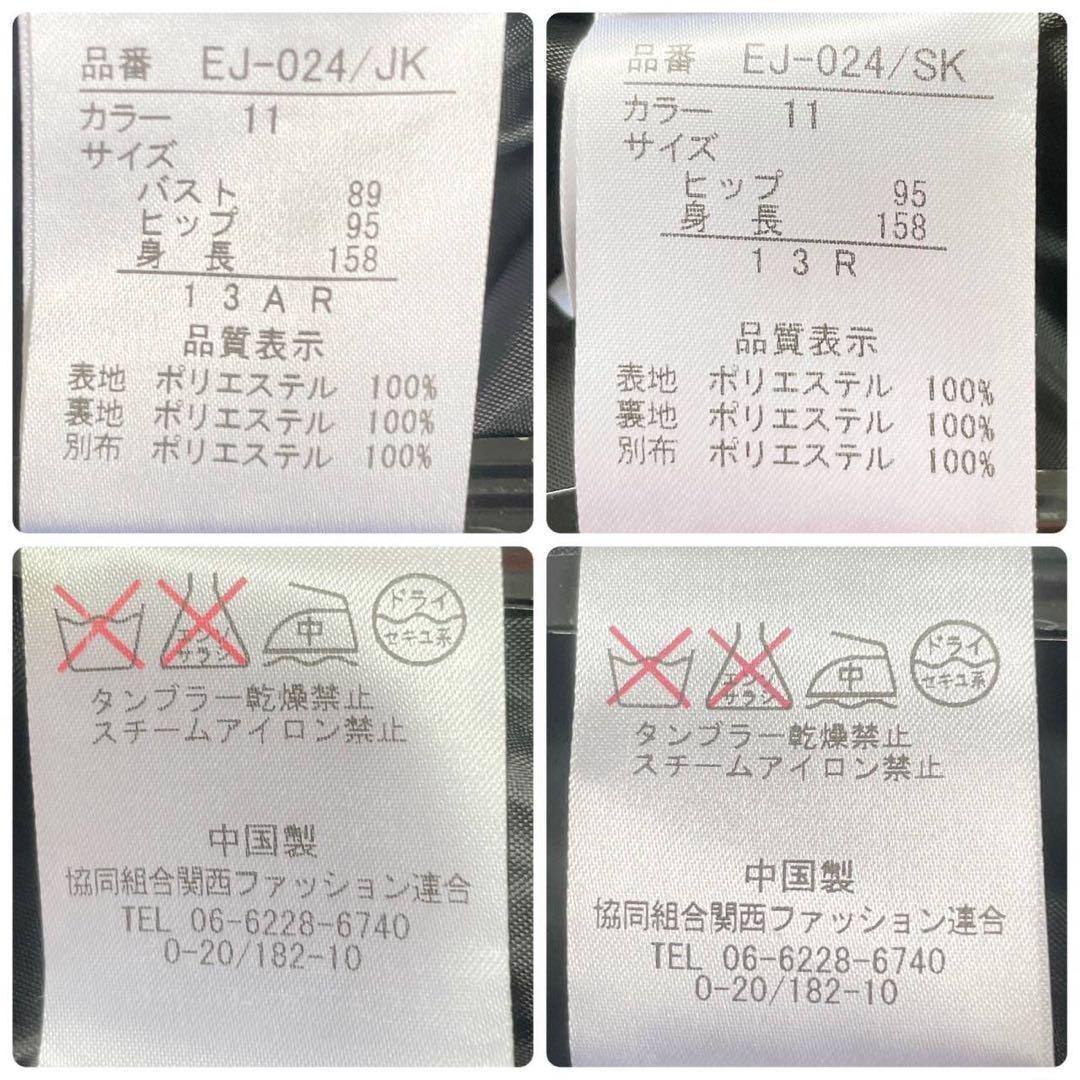 品番 EJ-024/JK
カラー 11
サイズ
バスト 89
ヒップ 95
身 長 158
13AR
品質表示
表地 ポリエステル 100%
裏地 ポリエステル 100%
別布 ポリエステル 100%
品番 EJ-024/SK
カラー 11
サイズ
ヒップ 95
身 長 158
13R
品質表示
表地 ポリエステル 100%
裏地 ポリエステル 100%
別布 ポリエステル 100%
エンソ
サラシ
中
ドライ
セキユ系
タンブラー乾燥禁止
スチームアイロン禁止
中国製
協同組合関西ファッション連合
TEL 06-6228-6740
0-20/182-10
エンソ
サラシ
中
ドライ
セキユ系
タンブラー乾燥禁止
スチームアイロン禁止
中国製
協同組合関西ファッション連合
TEL 06-6228-6740
0-20/182-10